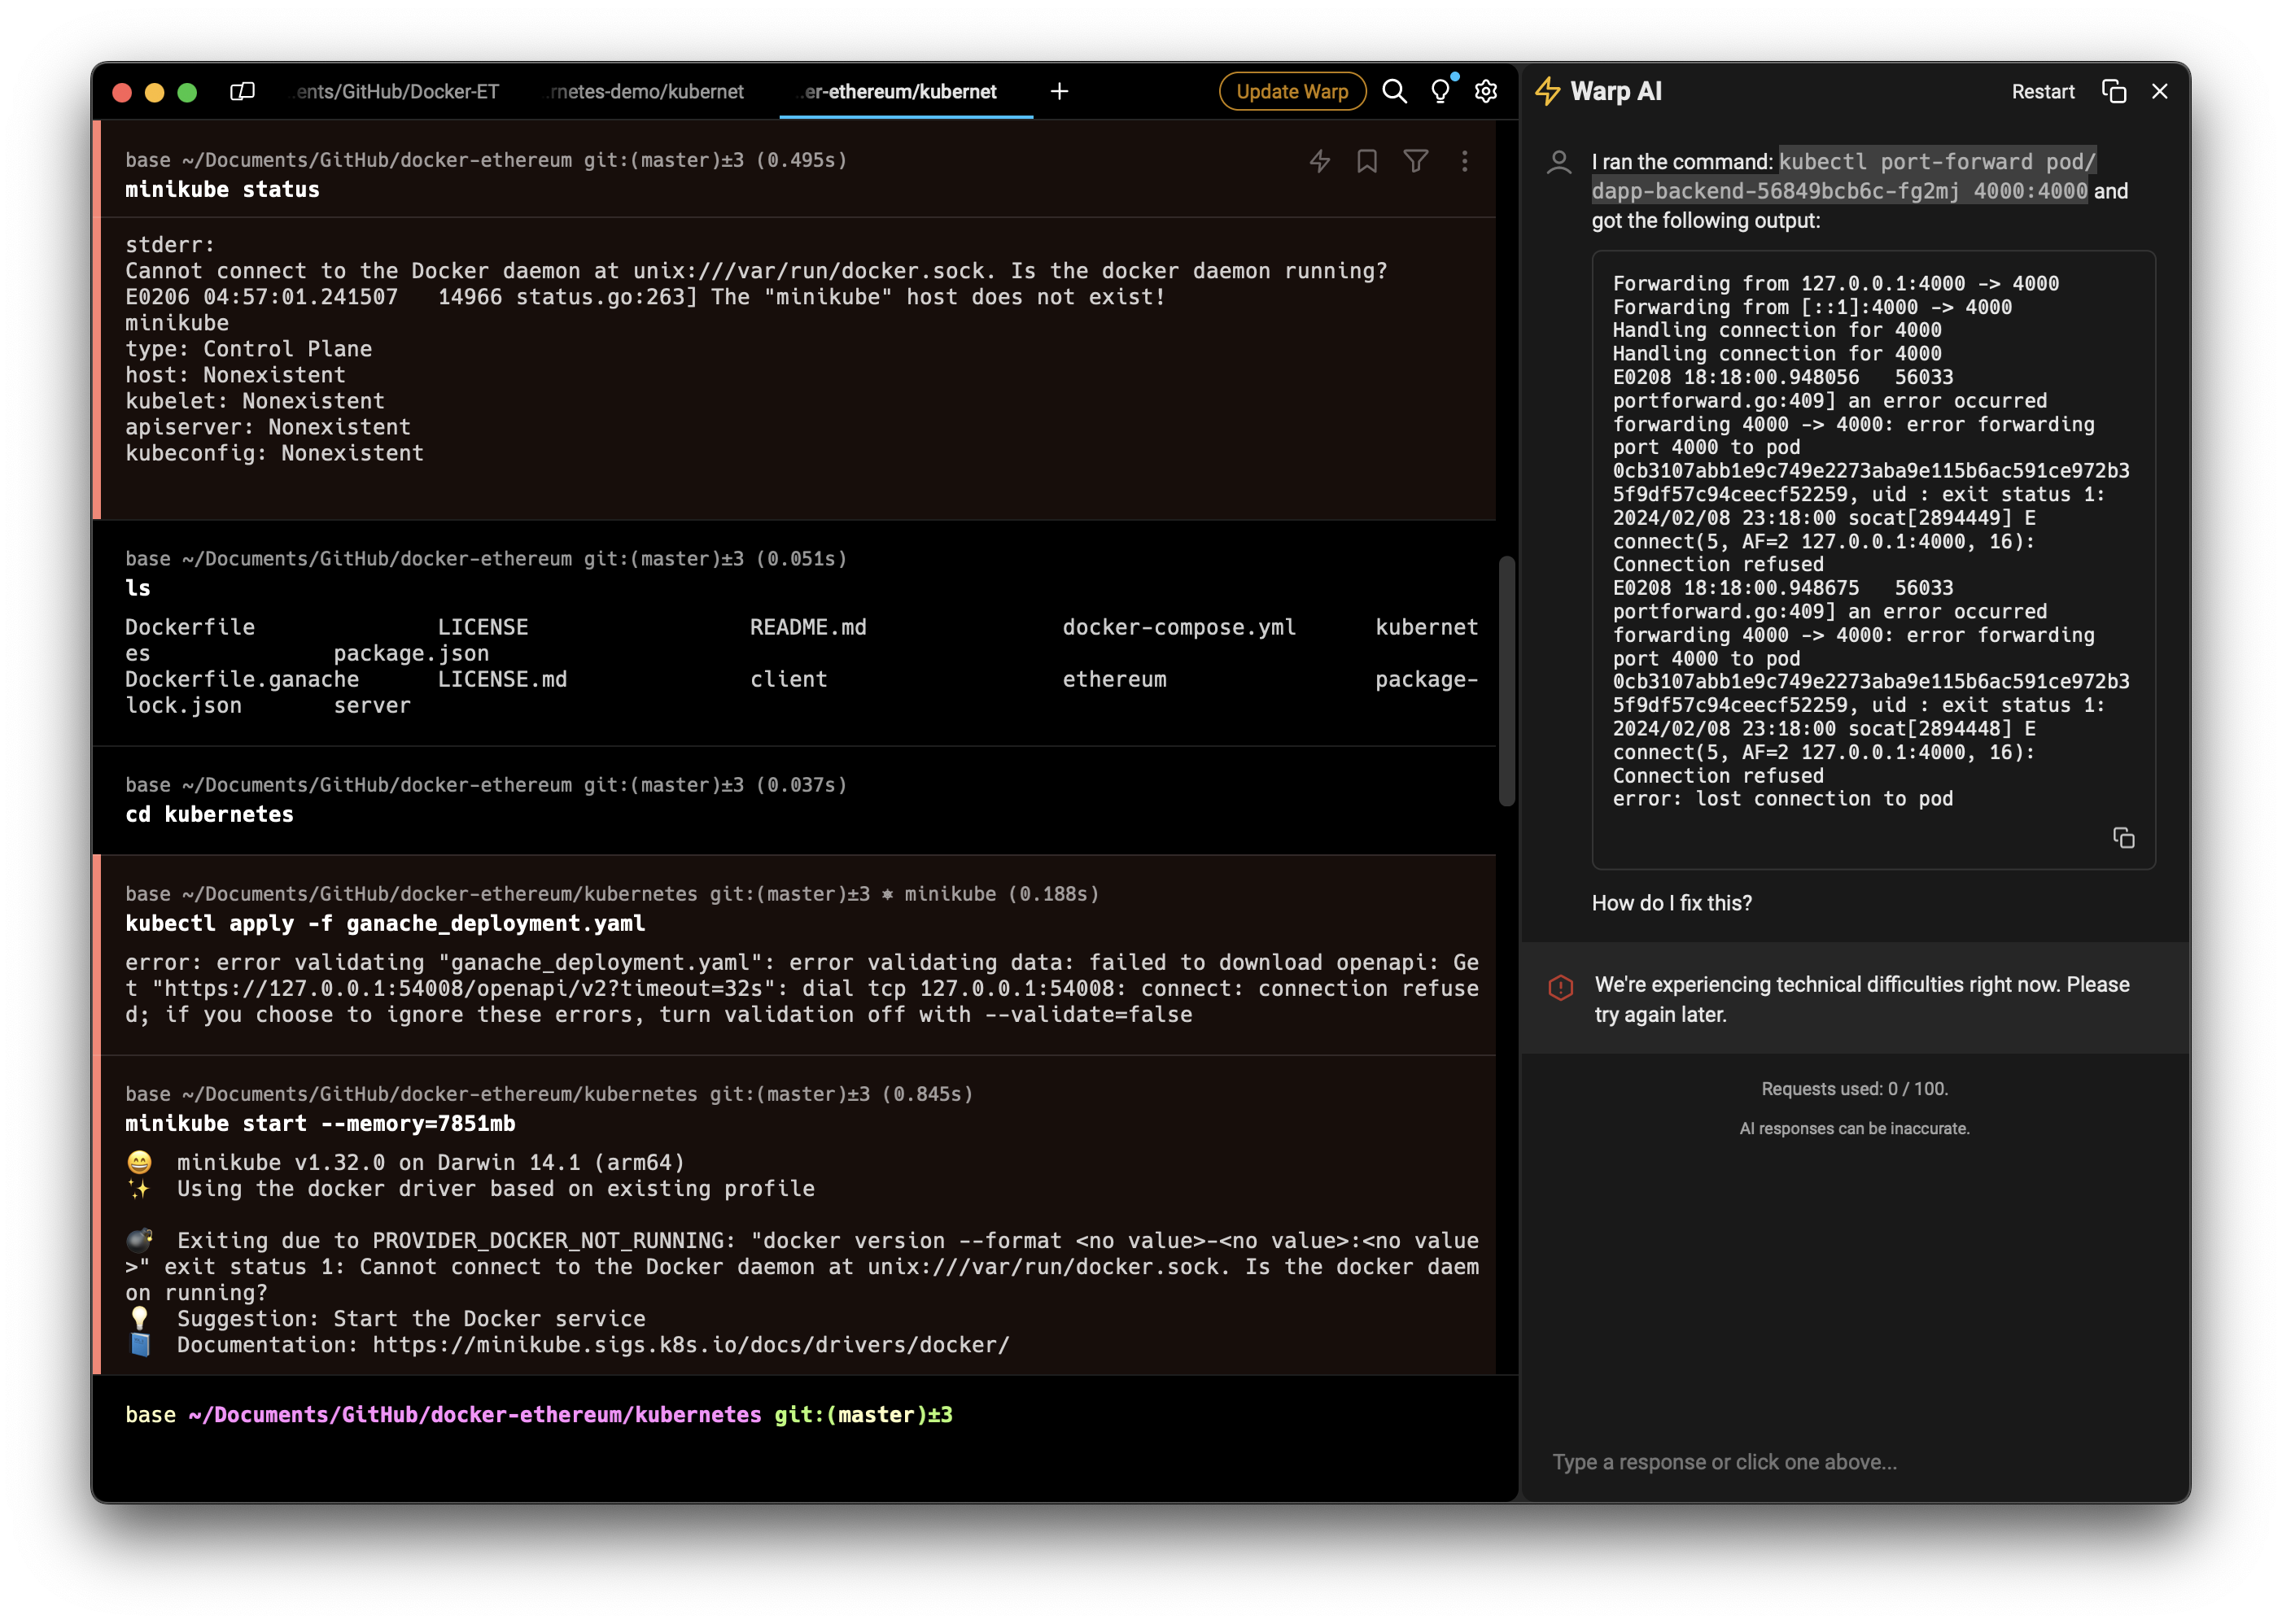 ents/GitHub/Docker-ET
rnetes-demo/kubernet
er-ethereum/kubernet
Update Warp
base ~/Documents/GitHub/docker-ethereum git:(master)±3 (0.495s)
minikube status
stderr:
Cannot connect to the Docker daemon at unix:///var/run/docker.sock. Is the docker daemon running?
E0206 04:57:01.241507   14966 status.go:263] The "minikube" host does not exist!
minikube
type: Control Plane
host: Nonexistent
kubelet: Nonexistent
apiserver: Nonexistent
kubeconfig: Nonexistent
base ~/Documents/GitHub/docker-ethereum git:(master)±3 (0.051s)
ls
Dockerfile              LICENSE                 README.md               docker-compose.yml      kubernet
es              package.json
Dockerfile.ganache      LICENSE.md              client                  ethereum                package-
lock.json       server
base ~/Documents/GitHub/docker-ethereum git:(master)±3 (0.037s)
cd kubernetes
base ~/Documents/GitHub/docker-ethereum/kubernetes git:(master)±3 ⎈ minikube (0.188s)
kubectl apply -f ganache_deployment.yaml
error: error validating "ganache_deployment.yaml": error validating data: failed to download openapi: Ge
t "https://127.0.0.1:54008/openapi/v2?timeout=32s": dial tcp 127.0.0.1:54008: connect: connection refuse
d; if you choose to ignore these errors, turn validation off with --validate=false
base ~/Documents/GitHub/docker-ethereum/kubernetes git:(master)±3 (0.845s)
minikube start --memory=7851mb
😄  minikube v1.32.0 on Darwin 14.1 (arm64)
✨  Using the docker driver based on existing profile
💣  Exiting due to PROVIDER_DOCKER_NOT_RUNNING: "docker version --format <no value>-<no value>:<no value
>" exit status 1: Cannot connect to the Docker daemon at unix:///var/run/docker.sock. Is the docker daem
on running?
💡  Suggestion: Start the Docker service
📘  Documentation: https://minikube.sigs.k8s.io/docs/drivers/docker/
base ~/Documents/GitHub/docker-ethereum/kubernetes git:(master)±3
Warp AI
Restart
I ran the command: kubectl port-forward pod/
dapp-backend-56849bcb6c-fg2mj 4000:4000 and
got the following output:
Forwarding from 127.0.0.1:4000 -> 4000
Forwarding from [::1]:4000 -> 4000
Handling connection for 4000
Handling connection for 4000
E0208 18:18:00.948056   56033
portforward.go:409] an error occurred
forwarding 4000 -> 4000: error forwarding
port 4000 to pod
0cb3107abb1e9c749e2273aba9e115b6ac591ce972b3
5f9df57c94ceecf52259, uid : exit status 1:
2024/02/08 23:18:00 socat[2894449] E
connect(5, AF=2 127.0.0.1:4000, 16):
Connection refused
E0208 18:18:00.948675   56033
portforward.go:409] an error occurred
forwarding 4000 -> 4000: error forwarding
port 4000 to pod
0cb3107abb1e9c749e2273aba9e115b6ac591ce972b3
5f9df57c94ceecf52259, uid : exit status 1:
2024/02/08 23:18:00 socat[2894448] E
connect(5, AF=2 127.0.0.1:4000, 16):
Connection refused
error: lost connection to pod
How do I fix this?
We're experiencing technical difficulties right now. Please
try again later.
Requests used: 0 / 100.
AI responses can be inaccurate.
Type a response or click one above...